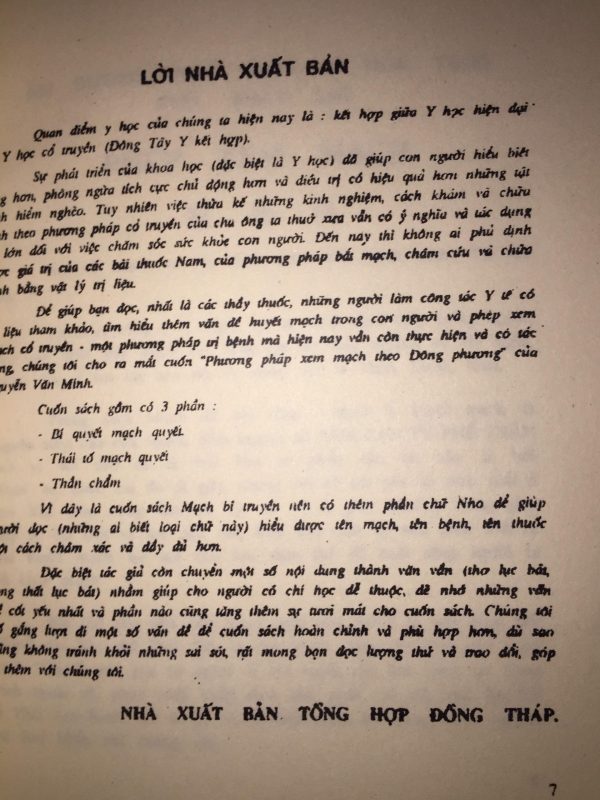 LỜI NHÀ XUẤT BẢN
Quan điểm y học của chúng ta hiện nay là : kết hợp giữa Y học hiện đại
Y học cổ truyền (Đông Tây Y kết hợp).
Sự phát triển của khoa học (đặc biệt là Y học) đã giúp con người hiểu biết
hơn, phòng ngừa tích cực chủ động hơn và điều trị có hiệu quả hơn những tật
hiểm nghèo. Tuy nhiên việc thừa kế những kinh nghiệm, cách khám và chữa
theo phương pháp cổ truyền của cha ông ta thuở xưa vẫn có ý nghĩa và tác dụng
lớn đối với việc chăm sóc sức khỏe con người. Đến nay thì không ai phủ định
giá trị của các bài thuốc Nam, của phương pháp bắt mạch, châm cứu và chữa
bằng vật lý trị liệu.
Để giúp bạn đọc, nhất là các thầy thuốc, những người làm công tác Y tế có
liệu tham khảo, tìm hiểu thêm vấn đề huyết mạch trong con người và phép xem
cổ truyền - một phương pháp trị bệnh mà hiện nay vẫn còn thực hiện và có tác
chúng tôi cho ra mắt cuốn "Phương pháp xem mạch theo Đông phương" của
Văn Minh.
Cuốn sách gồm có 3 phần :
- Bí quyết mạch quyết.
- Thái tố mạch quyết
- Thần chẩm
Vì đây là cuốn sách Mạch bí truyền nên có thêm phần chữ Nho để giúp
đọc (những ai biết loại chữ này) hiểu được tên mạch, tên bệnh, tên thuốc
cách chẩm xác và đầy đủ hơn.
Đặc biệt tác giả còn chuyển một số nội dung thành văn vần (thơ lục bát,
thất lục bát) nhằm giúp cho người có chí học dễ thuộc, dễ nhớ những vấn
cốt yếu nhất và phần nào cũng tăng thêm sự tươi mát cho cuốn sách. Chúng tôi
gắng lượt đi một số vấn đề để cuốn sách hoàn chỉnh và phù hợp hơn, dù sao
không tránh khỏi những sai sót, rất mong bạn đọc lượng thứ và trao đổi, góp
thêm với chúng tôi.
NHÀ XUẤT BẢN TỔNG HỢP ĐỒNG THÁP.
7